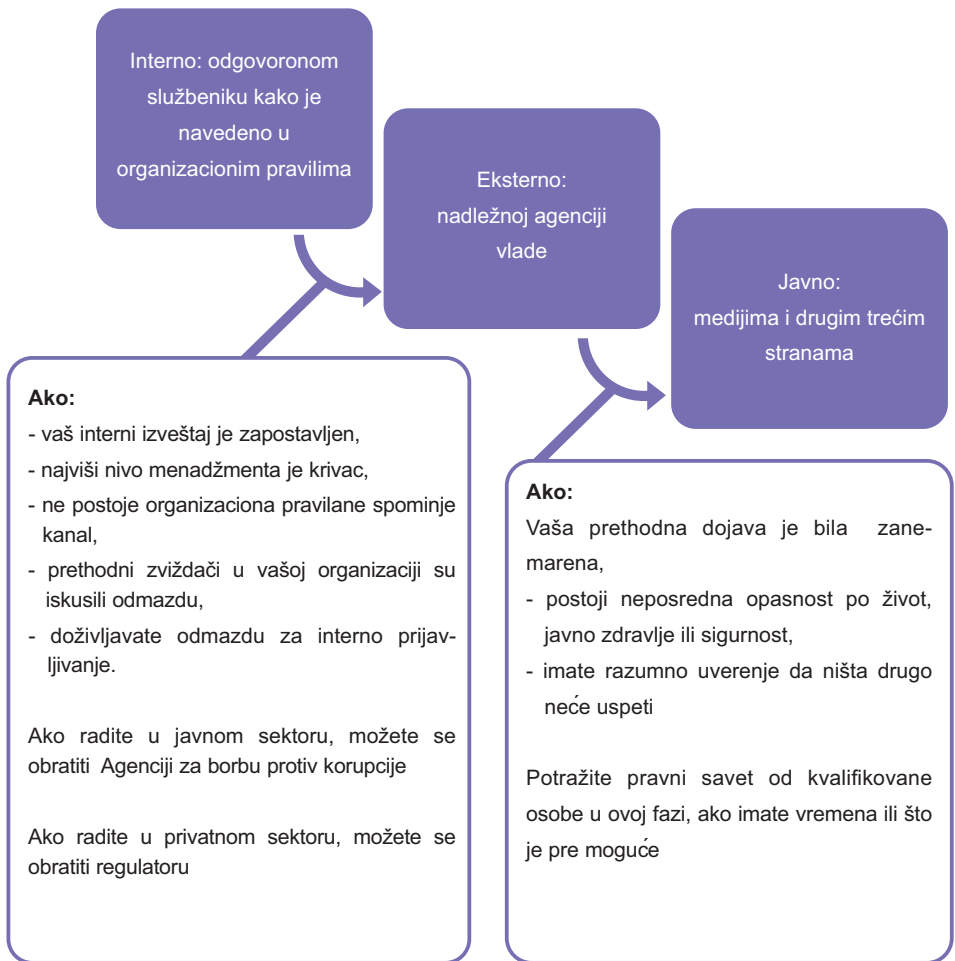 Interno: odgovoronom
službeniku kako je
navedeno u
organizacionim pravilima
Eksterno:
nadležnoj agenciji
vlade
Javno:
medijima i drugim trećim
stranama
Ako:
- vaš interni izveštaj je zapostavljen,
- najviši nivo menadžmenta je krivac,
- ne postoje organizaciona pravilane spominje
kanal,
- prethodni zviždači u vašoj organizaciji su
iskusili odmazdu,
- doživljavate odmazdu za interno prijav-
ljivanje.
Ako radite u javnom sektoru, možete se
obratiti Agenciji za borbu protiv korupcije
Ako radite u privatnom sektoru, možete se
obratiti regulatoru
Ako:
Vaša prethodna dojava je bila zane-
marena,
- postoji neposredna opasnost po život,
javno zdravlje ili sigurnost,
- imate razumno uverenje da ništa drugo
neće uspeti
Potražite pravni savet od kvalifikovane
osobe u ovoj fazi, ako imate vremena ili što
je pre moguće